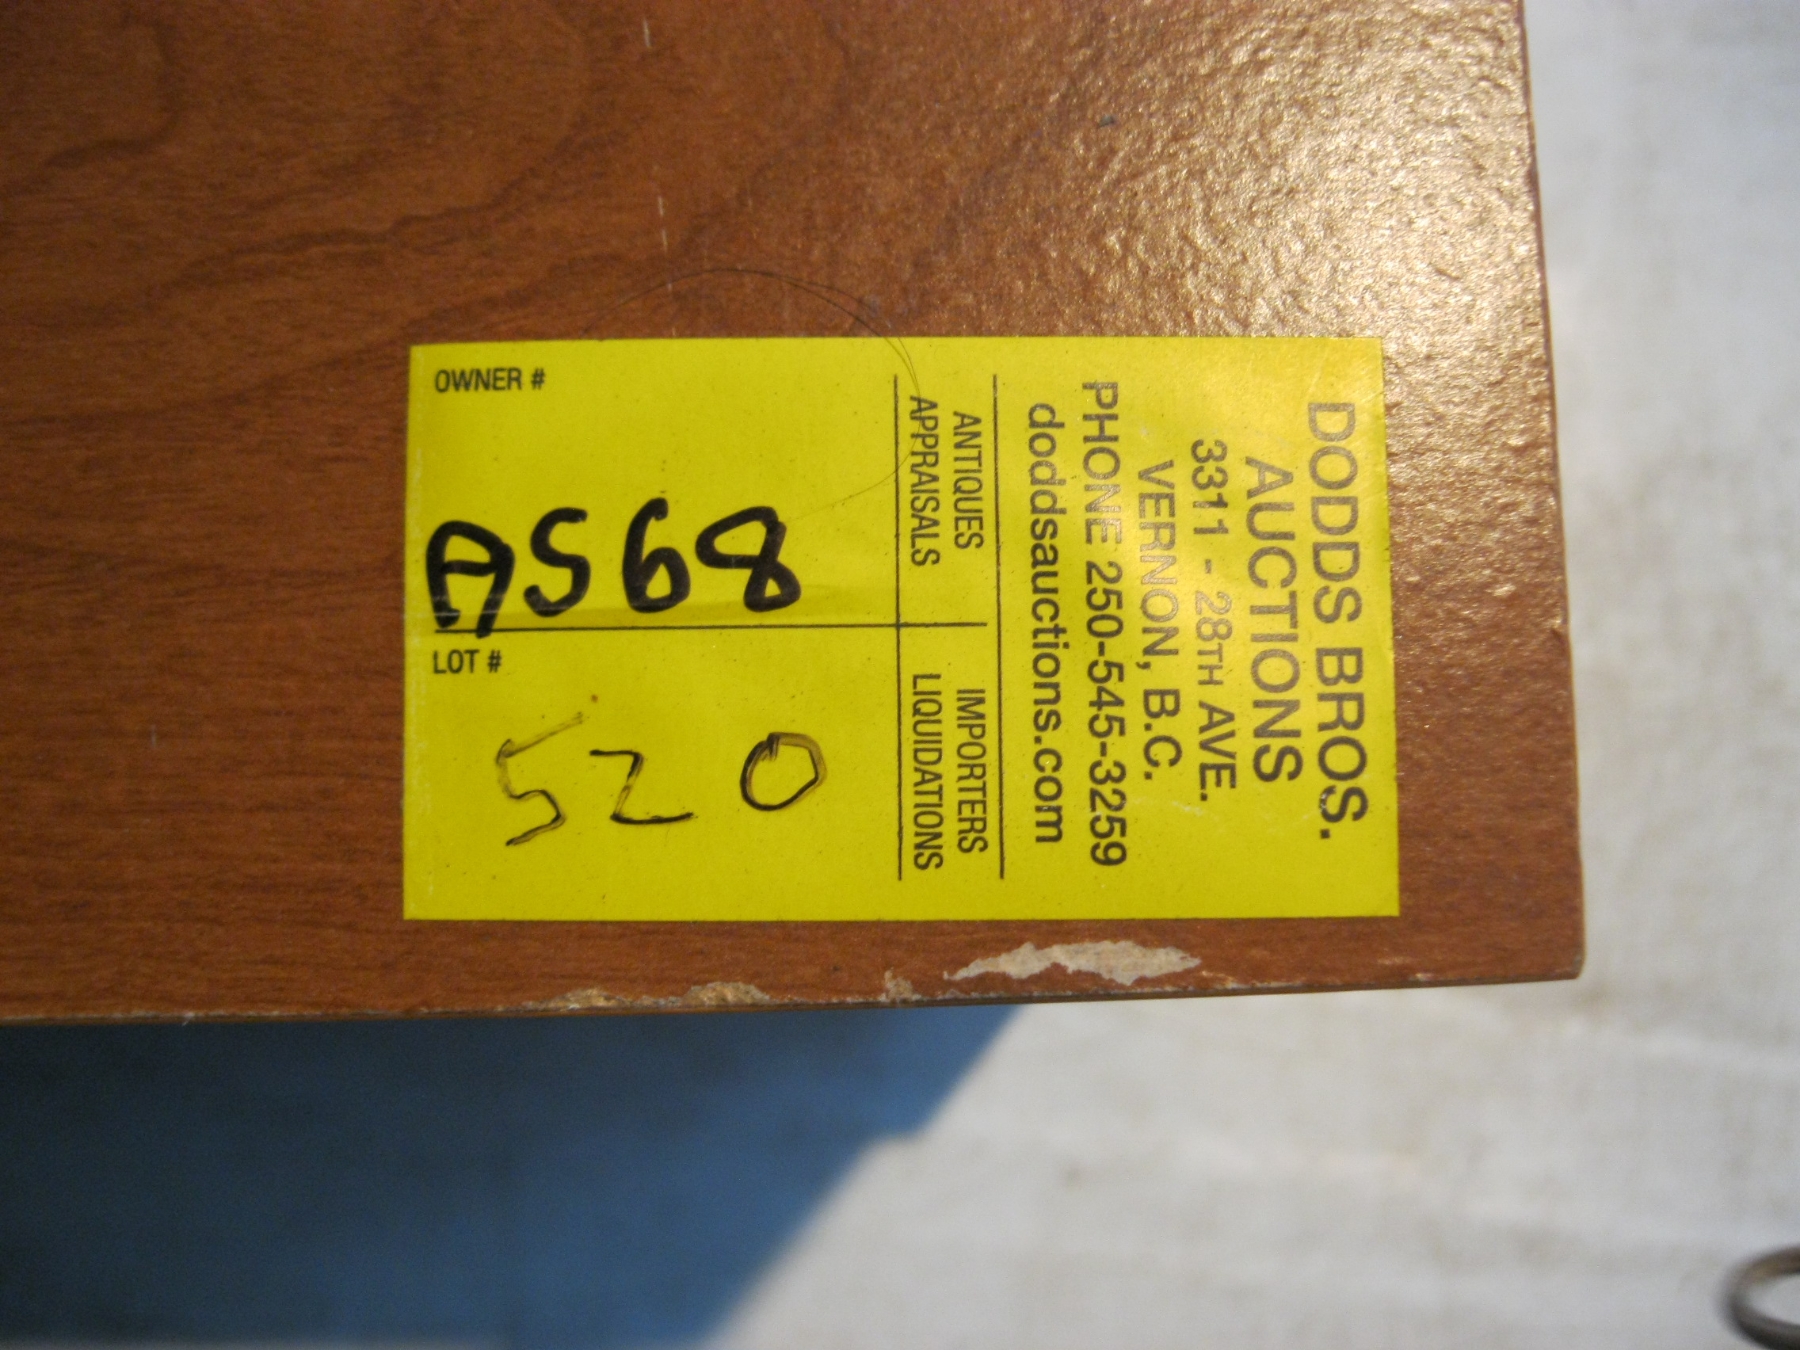 DODDS BROS.
AUCTIONS
3311 - 28TH AVE.
VERNON, B.C.
PHONE 250-545-3259
doddsauctions.com
ANTIQUES
APPRAISALS
IMPORTERS
LIQUIDATIONS
OWNER #
A568
LOT #
520